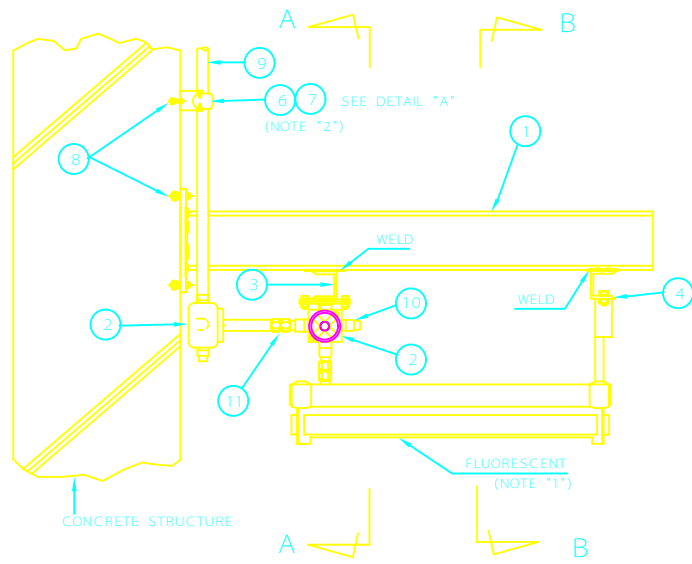 A
B
9
6 7 SEE DETAIL "A"
(NOTE "2")
1
8
WELD
3
WELD
4
10
2
2
11
FLUORESCENT
(NOTE "1")
CONCRETE STRUCTURE
A
B